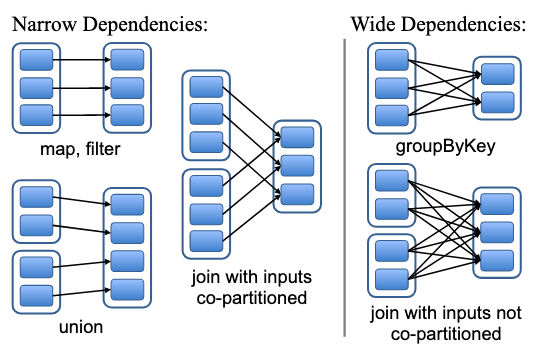 Narrow Dependencies:
Wide Dependencies:
map, filter
groupByKey
join with inputs
co-partitioned
union
join with inputs not
co-partitioned